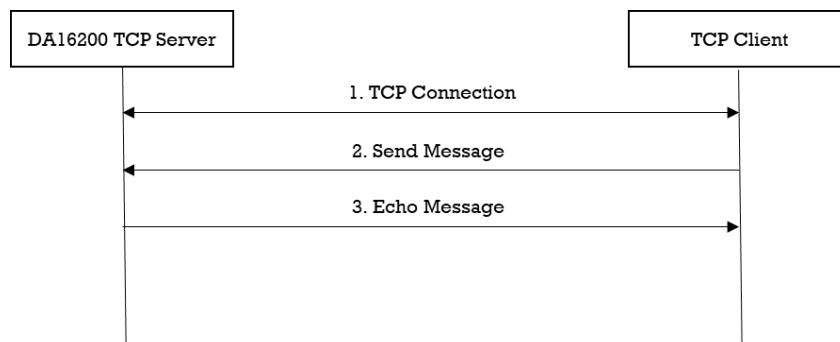 DA16200 TCP Server
TCP Client
1. TCP Connection
2. Send Message
3. Echo Message